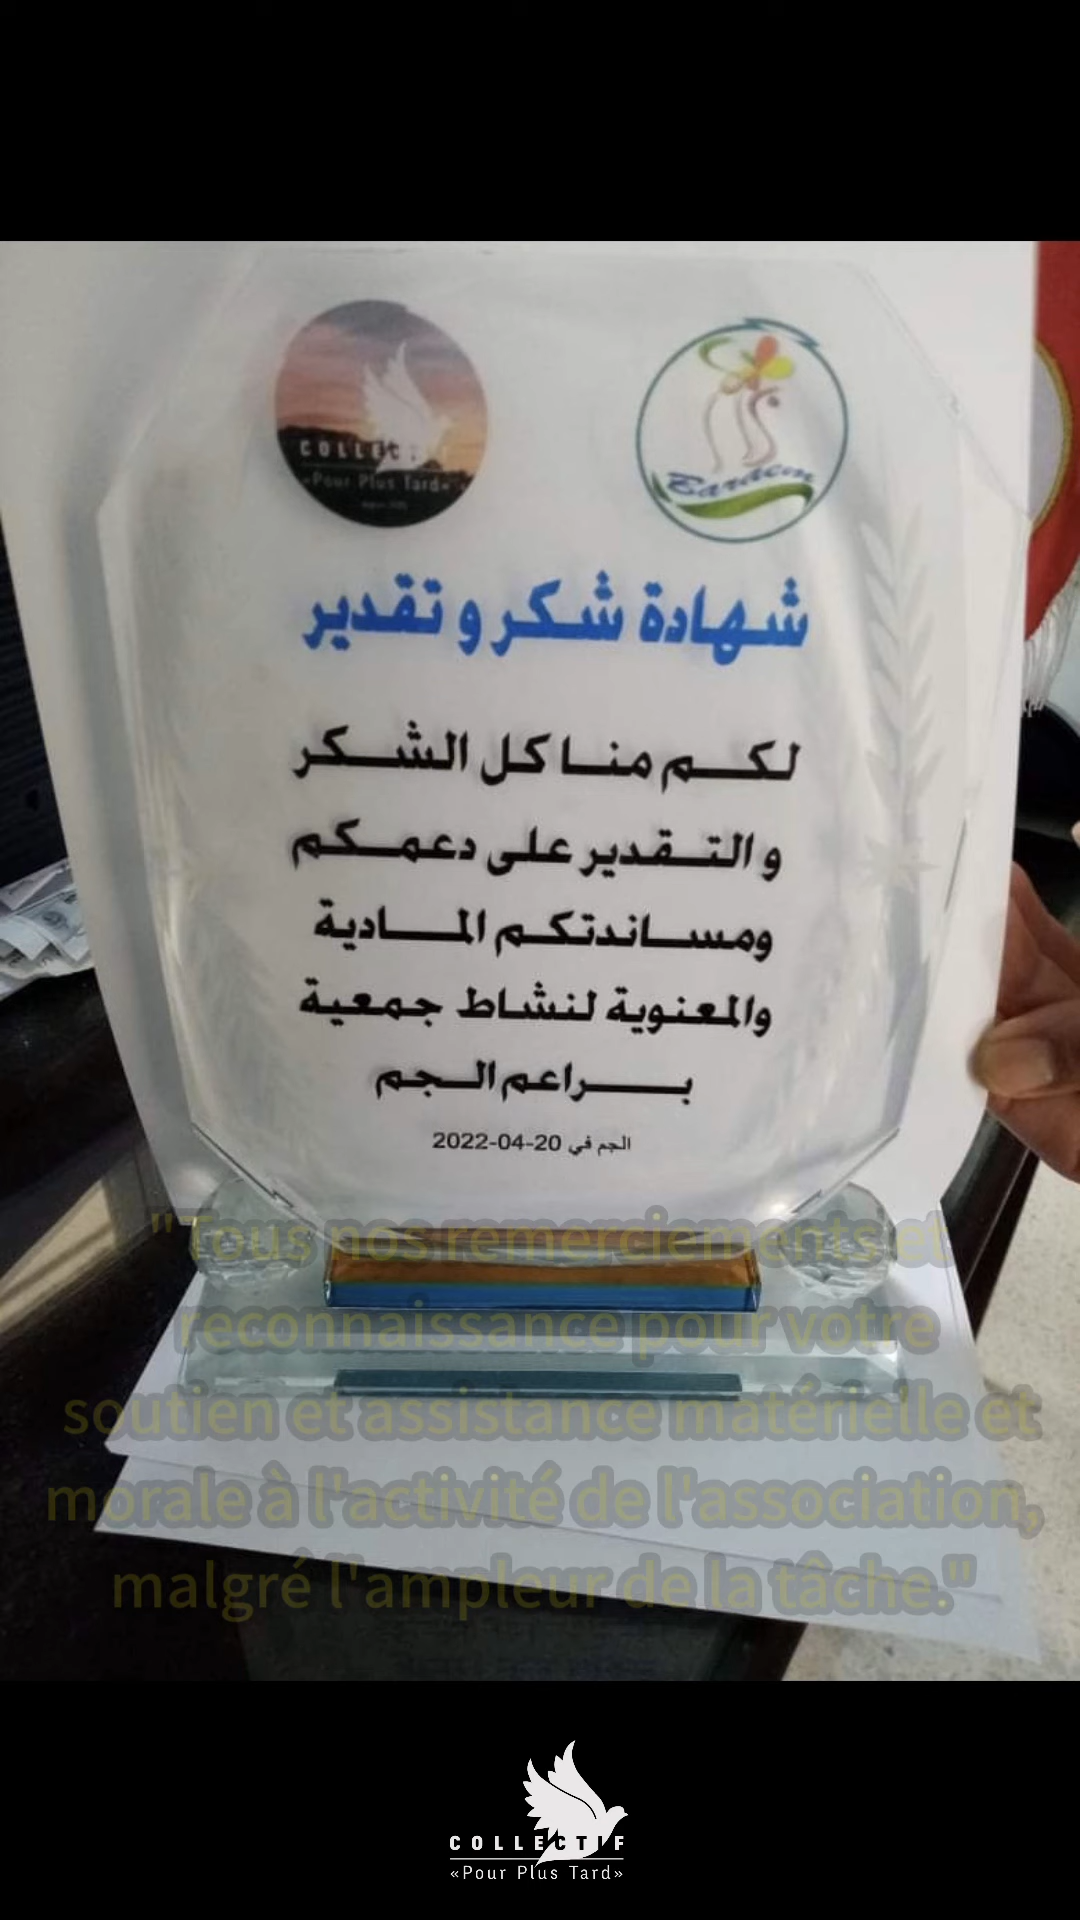 COLLECTIF
«Pour Plus Tard»
Baraem
شهادة شكر و تقدير
لكم منا كل الشكر
و التقدير على دعمكم
ومساندتكم المادية
والمعنوية لنشاط جمعية
براعم الجم
الجم في 20-04-2022
"Tous nos remerciements et
reconnaissance pour votre
soutien et assistance matérielle et
morale à l'activité de l'association,
malgré l'ampleur de la tâche."
COLLECTIF
«Pour Plus Tard»